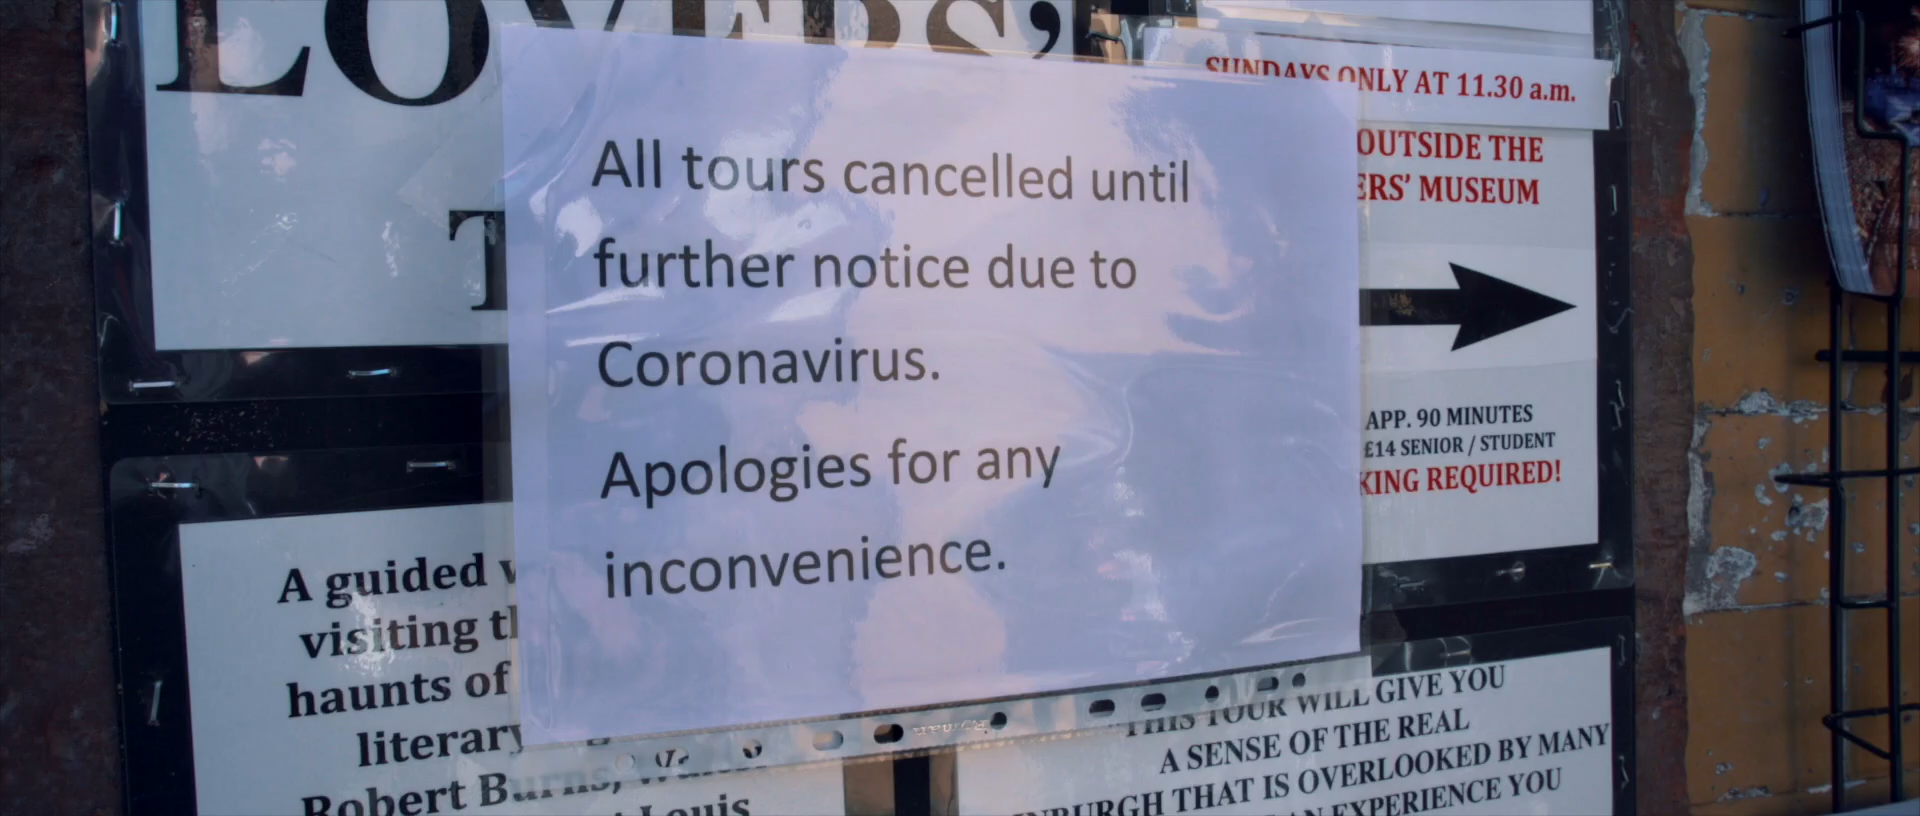 LOVERS'
SUNDAYS ONLY AT 11.30 a.m.
OUTSIDE THE
ERS' MUSEUM
All tours cancelled until
further notice due to
Coronavirus.
Apologies for any
inconvenience.
APP. 90 MINUTES
£14 SENIOR / STUDENT
KING REQUIRED!
A guided
visiting
haunts of
literary
Robert Burns,
Louis
THIS TOUR WILL GIVE YOU
A SENSE OF THE REAL
INBURGH THAT IS OVERLOOKED BY MANY
AN EXPERIENCE YOU